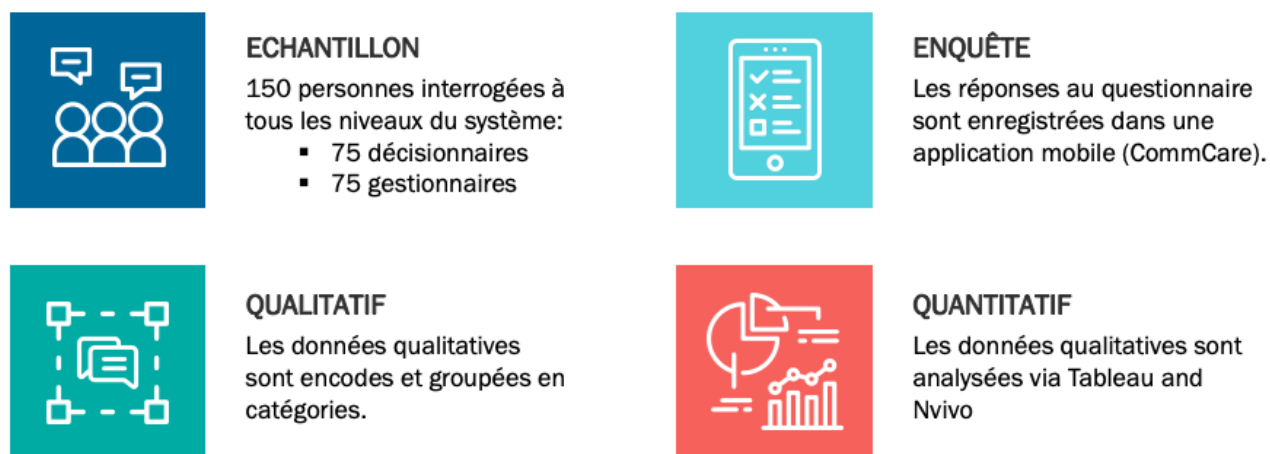 ECHANTILLON
150 personnes interrogées à
tous les niveaux du système:
▪ 75 décisionnaires
▪ 75 gestionnaires
ENQUÊTE
Les réponses au questionnaire
sont enregistrées dans une
application mobile (CommCare).
QUALITATIF
Les données qualitatives
sont encodes et groupées en
catégories.
QUANTITATIF
Les données qualitatives sont
analysées via Tableau and
Nvivo